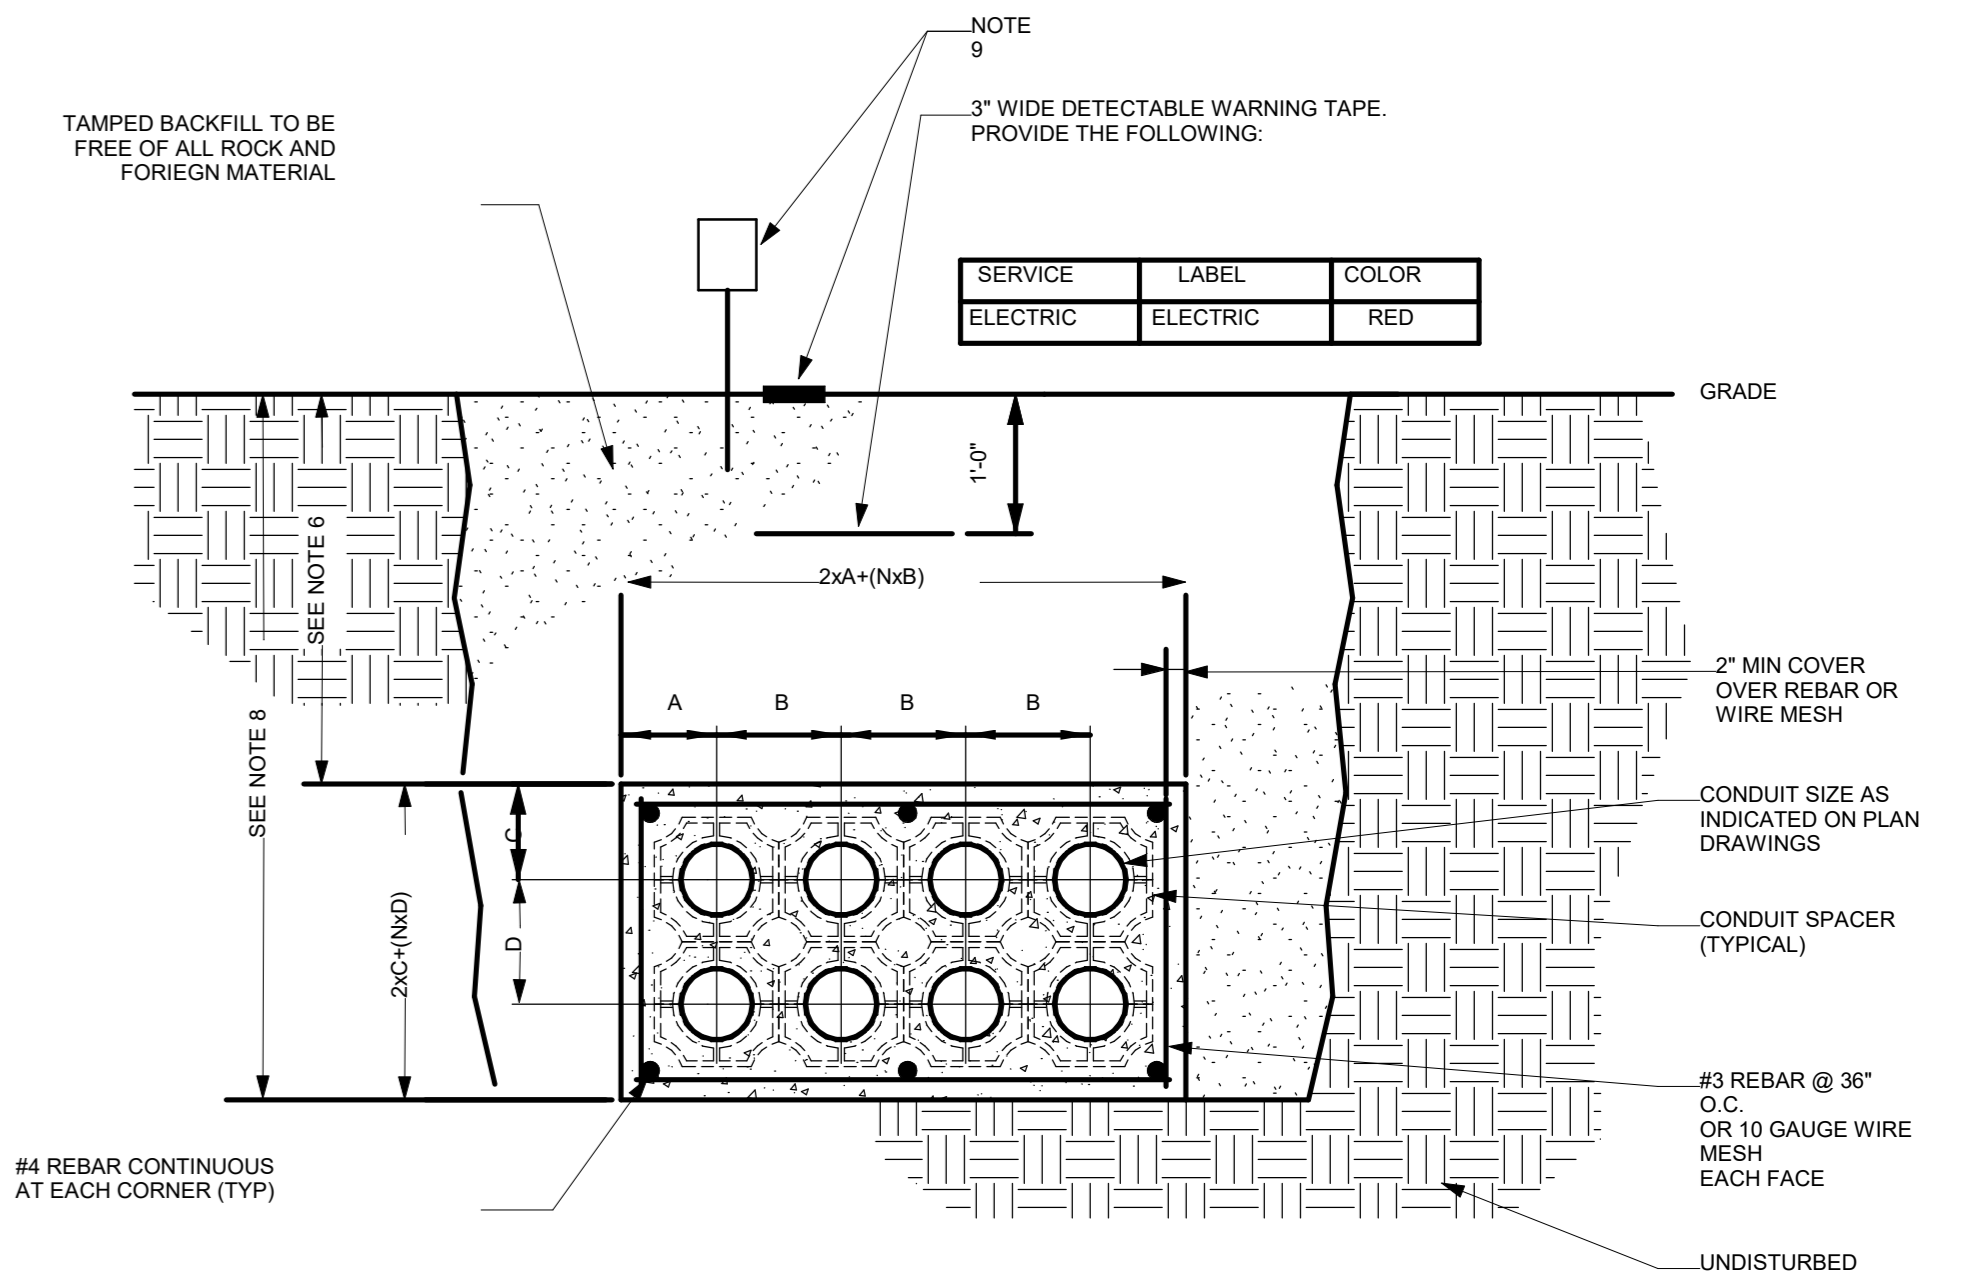 NOTE
9
3" WIDE DETECTABLE WARNING TAPE.
PROVIDE THE FOLLOWING:
TAMPED BACKFILL TO BE
FREE OF ALL ROCK AND
FORIEGN MATERIAL
SERVICE LABEL COLOR
ELECTRIC ELECTRIC RED
GRADE
1'-0"
SEE NOTE 6
2xA+(NxB)
2" MIN COVER
OVER REBAR OR
WIRE MESH
A B B B
SEE NOTE 8
CONDUIT SIZE AS
INDICATED ON PLAN
DRAWINGS
C
CONDUIT SPACER
(TYPICAL)
D
2xC+(NxD)
#3 REBAR @ 36"
O.C.
OR 10 GAUGE WIRE
MESH
EACH FACE
#4 REBAR CONTINUOUS
AT EACH CORNER (TYP)
UNDISTURBED